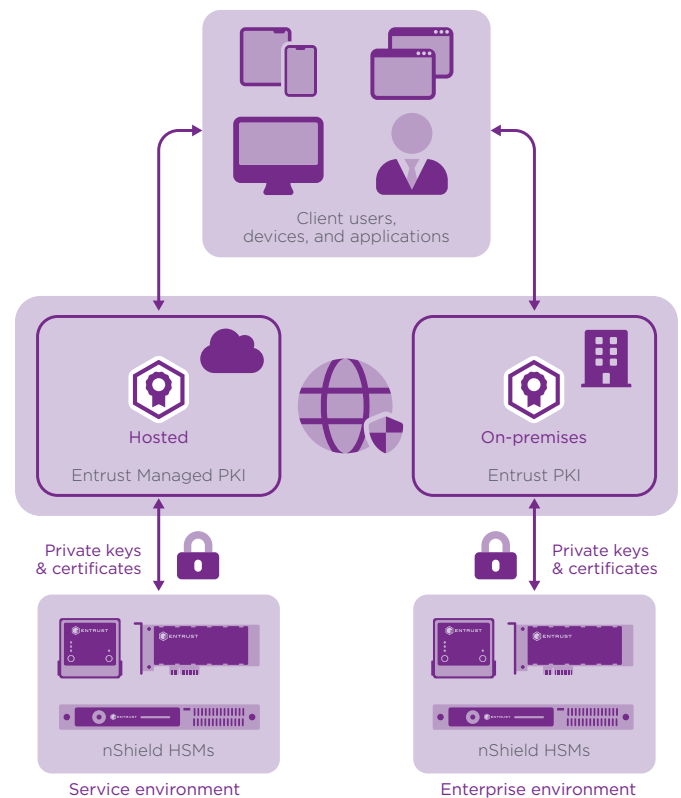 Client users,
devices, and applications
Hosted
Entrust Managed PKI
On-premises
Entrust PKI
Private keys
& certificates
Private keys
& certificates
ENTRUST
ENTRUST
ENTRUST
nShield HSMs
Service environment
ENTRUST
ENTRUST
ENTRUST
nShield HSMs
Enterprise environment